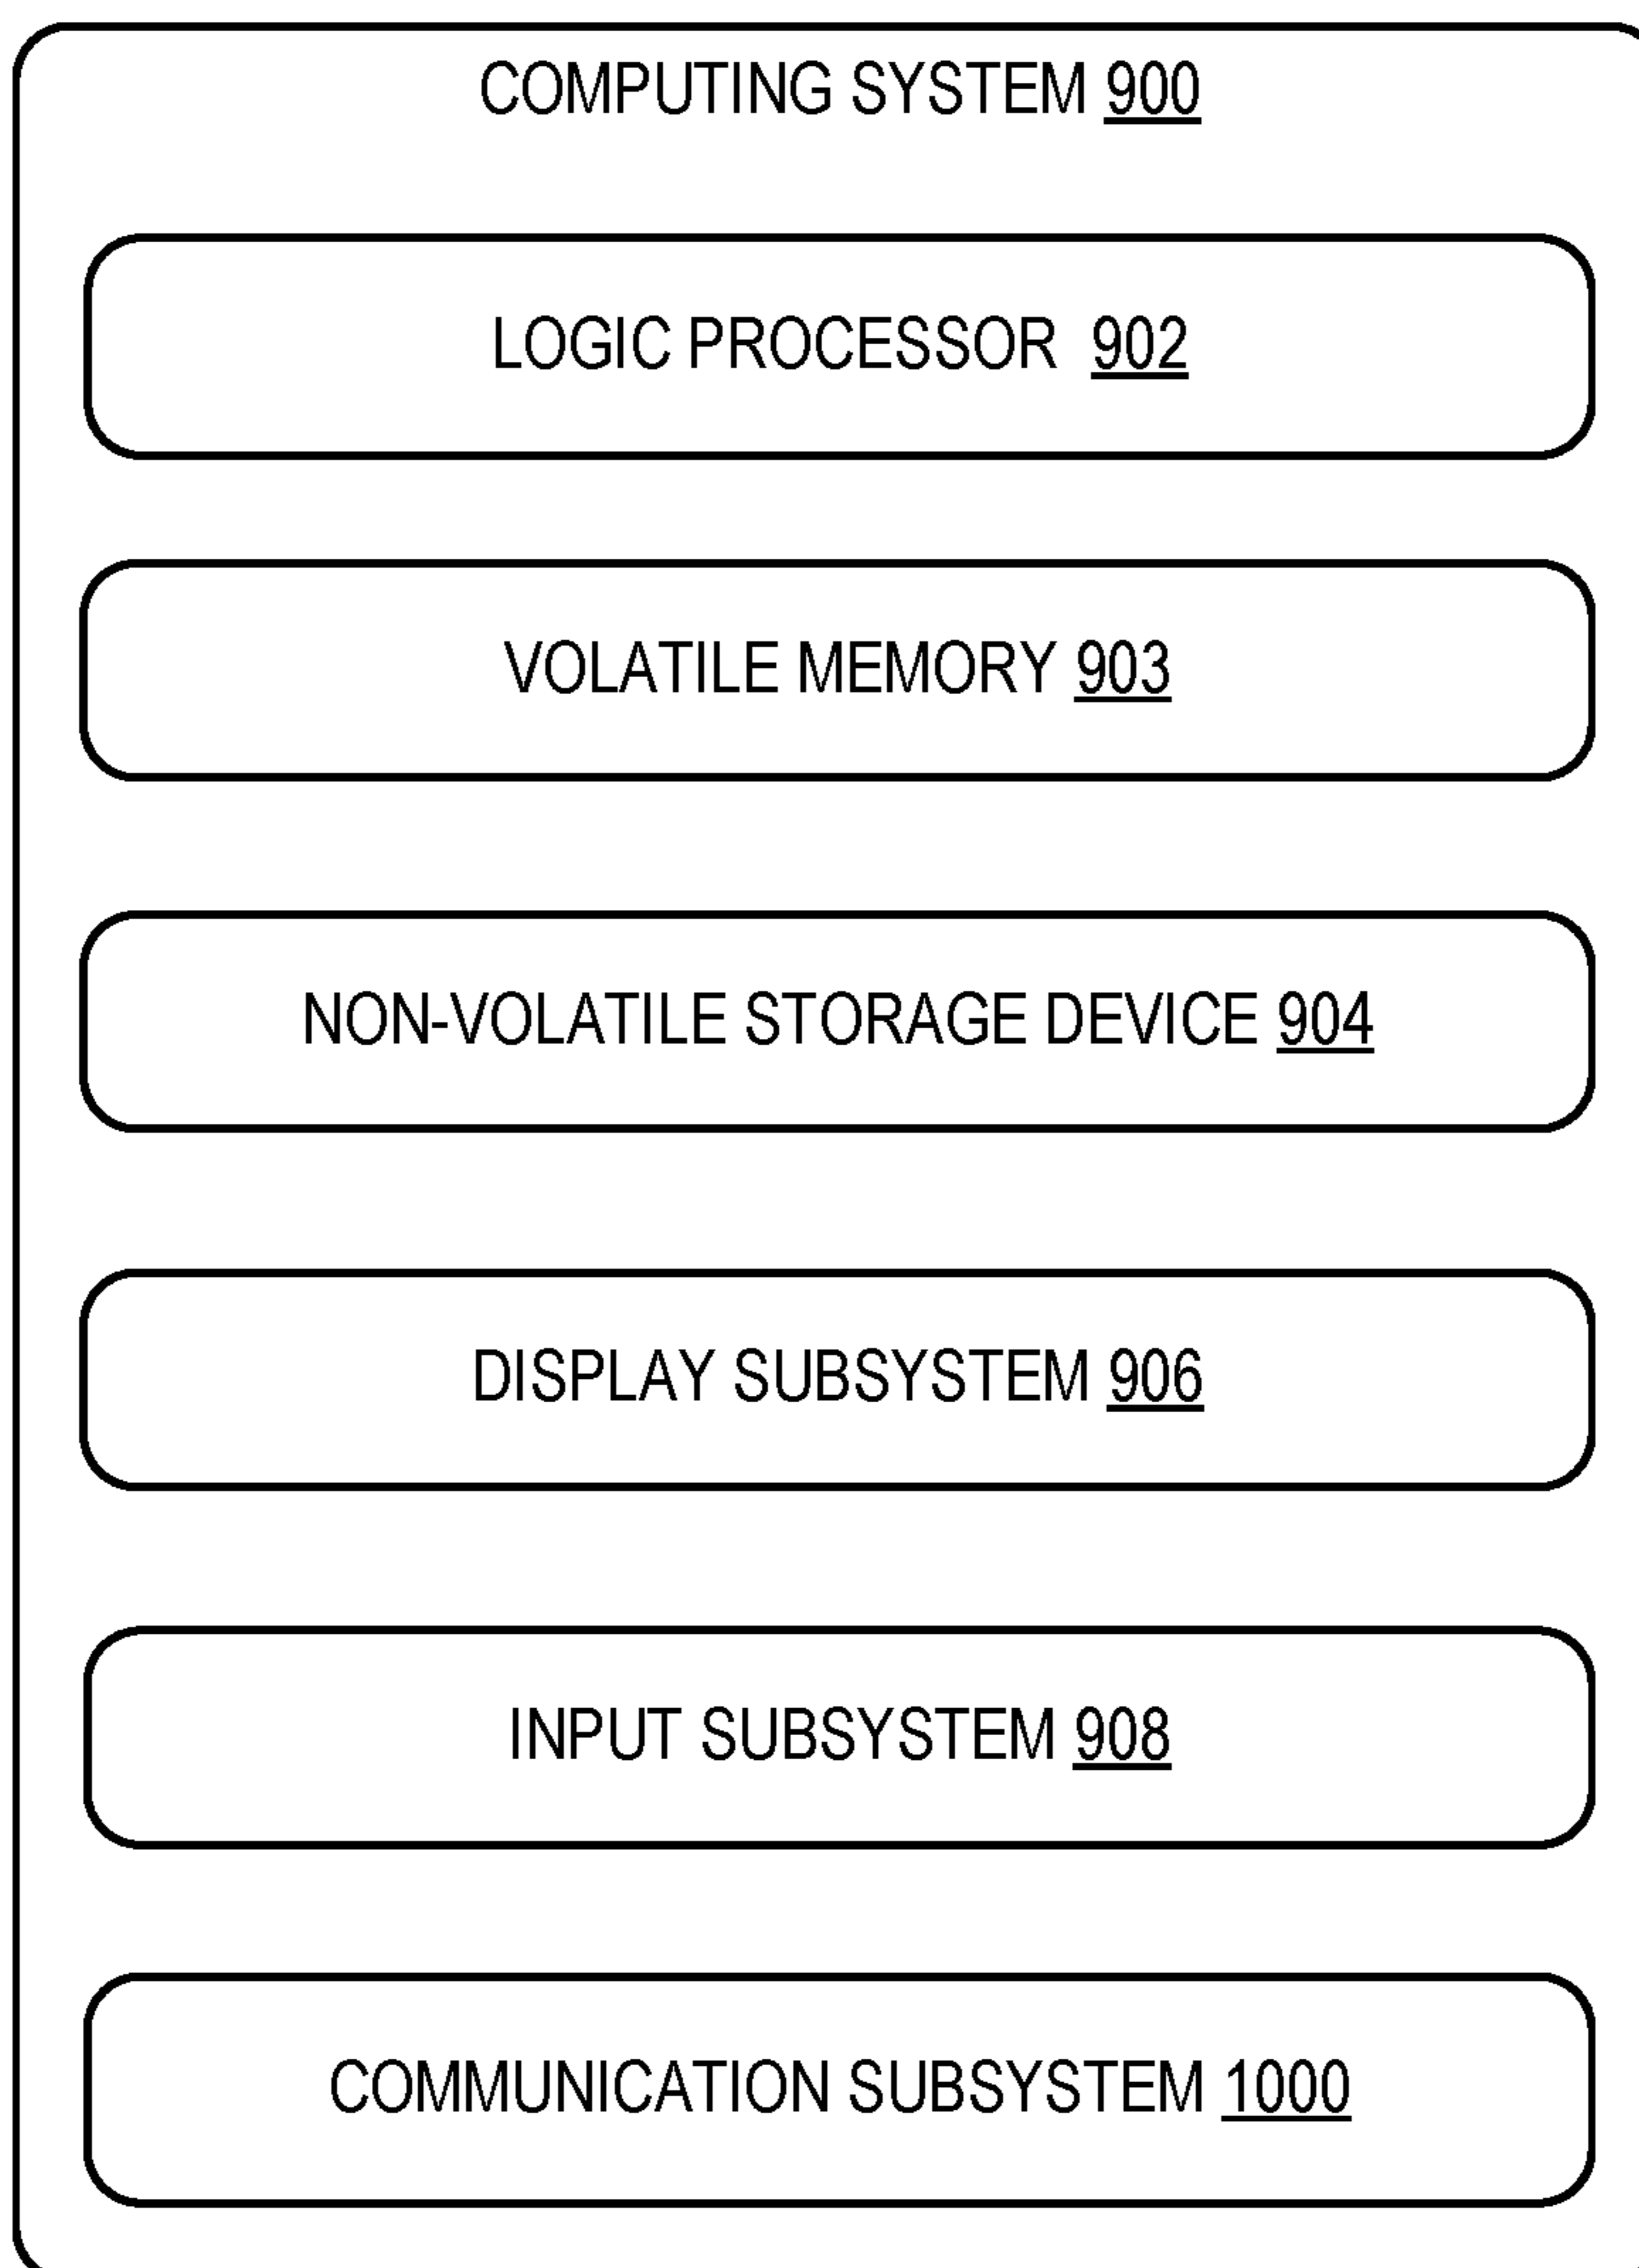 COMPUTING SYSTEM 900
LOGIC PROCESSOR 902
VOLATILE MEMORY 903
NON-VOLATILE STORAGE DEVICE 904
DISPLAY SUBSYSTEM 906
INPUT SUBSYSTEM 908
COMMUNICATION SUBSYSTEM 1000